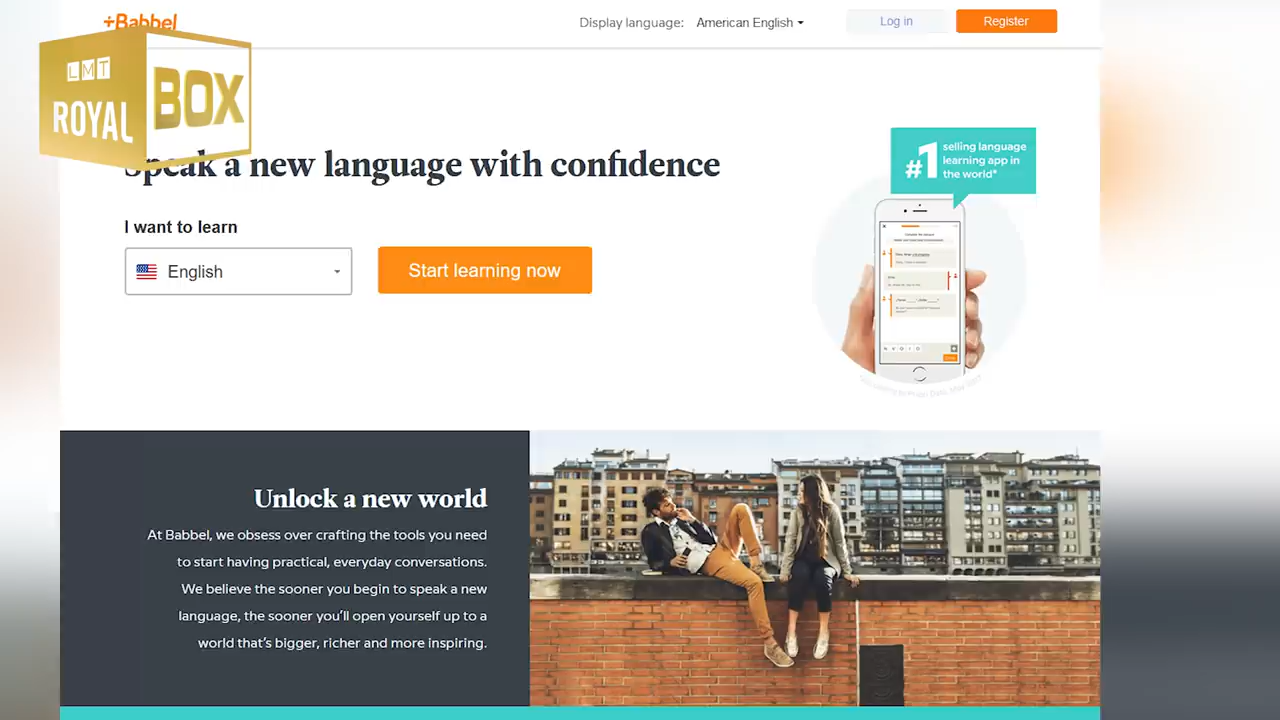 +Babbel
Display language: American English
Log in
Register
LMT
ROYAL
BOX
Speak a new language with confidence
#1 selling language
learning app in
the world*
I want to learn
English
Start learning now
Unlock a new world
At Babbel, we obsess over crafting the tools you need
to start having practical, everyday conversations.
We believe the sooner you begin to speak a new
language, the sooner you'll open yourself up to a
world that's bigger, richer and more inspiring.